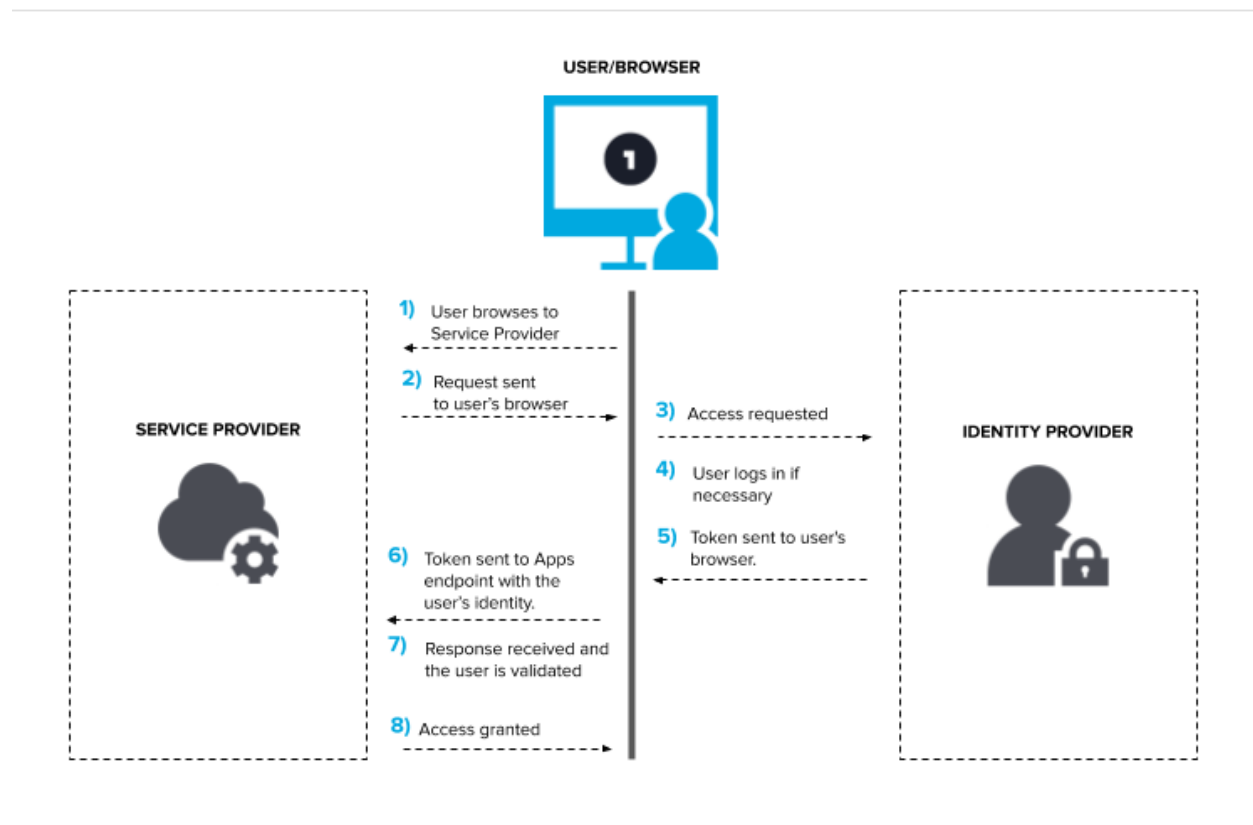 USER/BROWSER
1
1) User browses to
Service Provider
2) Request sent
to user's browser
3) Access requested
SERVICE PROVIDER
IDENTITY PROVIDER
4) User logs in if
necessary
5) Token sent to user's
browser.
6) Token sent to Apps
endpoint with the
user's identity.
7) Response received and
the user is validated
8) Access granted